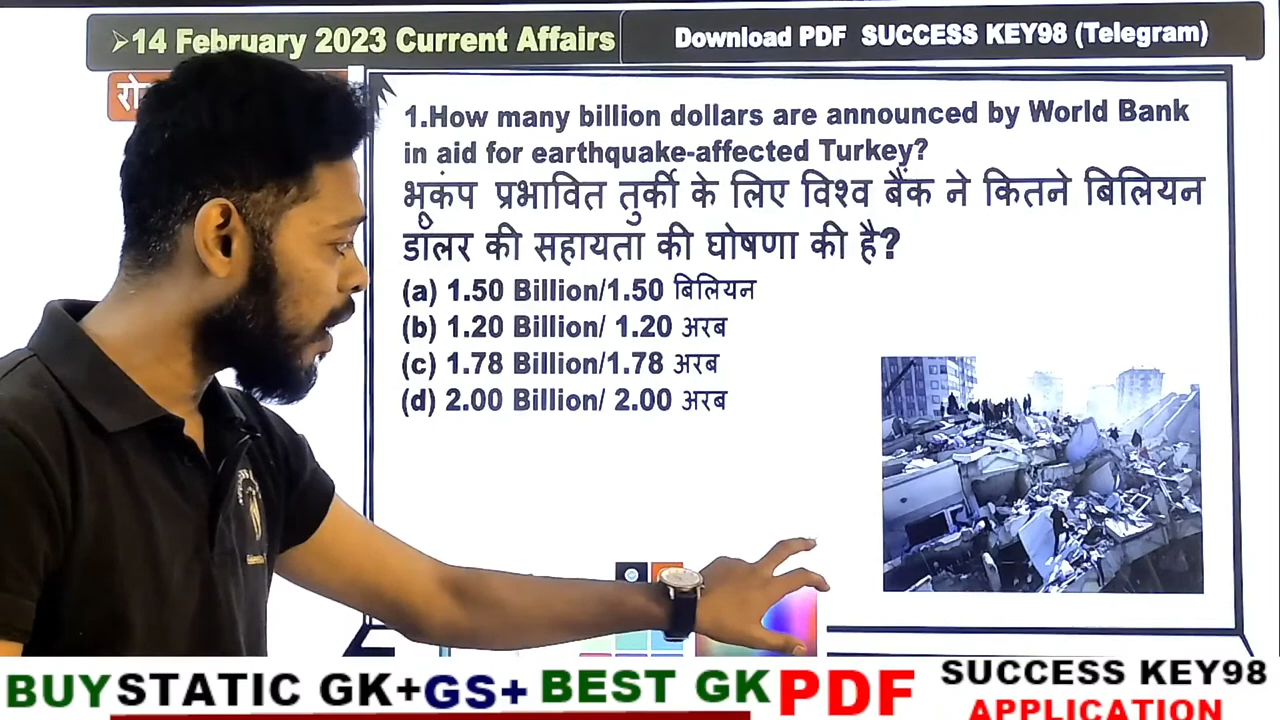 ➢14 February 2023 Current Affairs
Download PDF SUCCESS KEY98 (Telegram)
1.How many billion dollars are announced by World Bank
in aid for earthquake-affected Turkey?
भूकंप प्रभावित तुर्की के लिए विश्व बैंक ने कितने बिलियन
डॉलर की सहायता की घोषणा की है?
(a) 1.50 Billion/1.50 बिलियन
(b) 1.20 Billion/ 1.20 अरब
(c) 1.78 Billion/1.78 अरब
(d) 2.00 Billion/ 2.00 अरब
BUY STATIC GK+GS+ BEST GK PDF
SUCCESS KEY98
APPLICATION